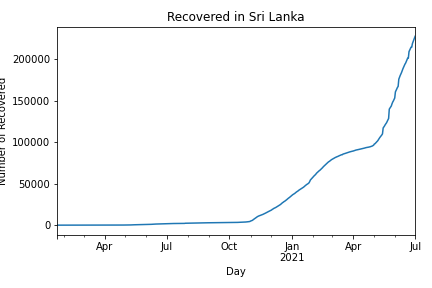 Recovered in Sri Lanka
Number of Recovered
200000
150000
100000
50000
0
Apr
Jul
Oct
Jan
2021
Apr
Jul
Day